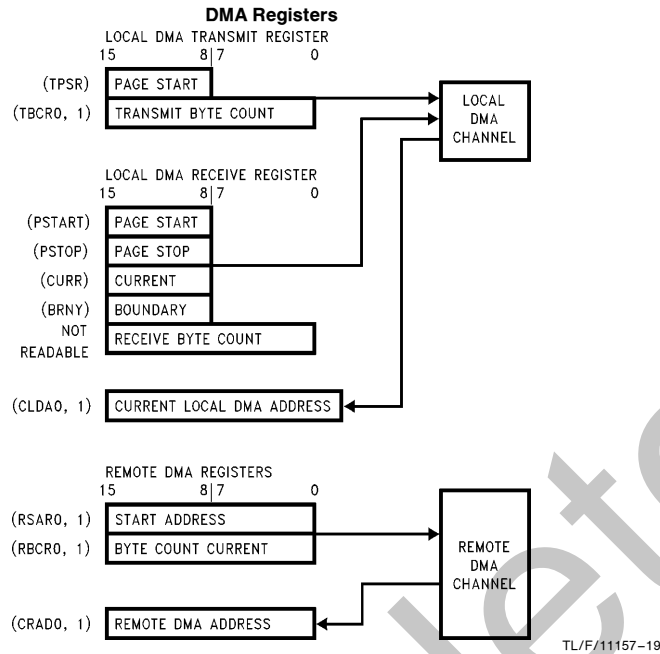 DMA Registers
LOCAL DMA TRANSMIT REGISTER
15 8|7 0
(TPSR) PAGE START
(TBCR0, 1) TRANSMIT BYTE COUNT
LOCAL
DMA
CHANNEL
LOCAL DMA RECEIVE REGISTER
15 8|7 0
(PSTART) PAGE START
(PSTOP) PAGE STOP
(CURR) CURRENT
(BRNY) BOUNDARY
NOT
READABLE
RECEIVE BYTE COUNT
(CLDA0, 1) CURRENT LOCAL DMA ADDRESS
REMOTE DMA REGISTERS
15 8|7 0
(RSAR0, 1) START ADDRESS
(RBCR0, 1) BYTE COUNT CURRENT
REMOTE
DMA
CHANNEL
(CRAD0, 1) REMOTE DMA ADDRESS
TL/F/11157–19